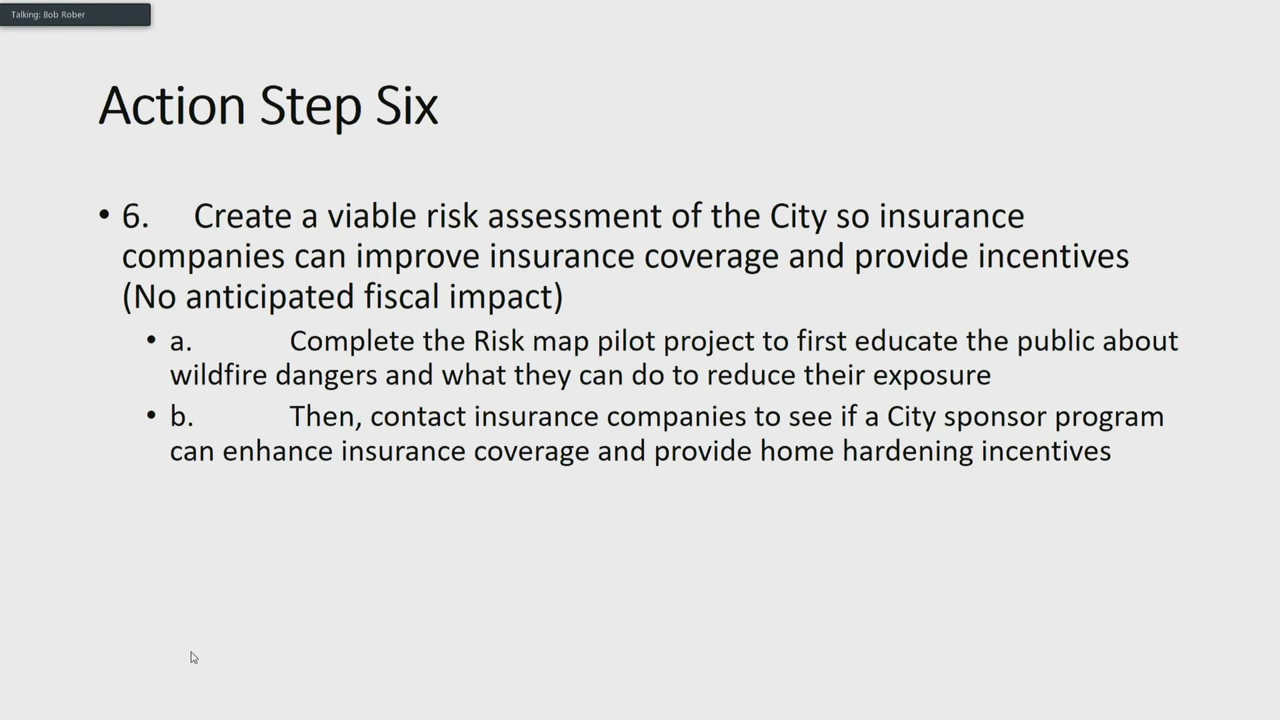 Talking: Bob Rober
Action Step Six
• 6. Create a viable risk assessment of the City so insurance
companies can improve insurance coverage and provide incentives
(No anticipated fiscal impact)
• a. Complete the Risk map pilot project to first educate the public about
wildfire dangers and what they can do to reduce their exposure
• b. Then, contact insurance companies to see if a City sponsor program
can enhance insurance coverage and provide home hardening incentives